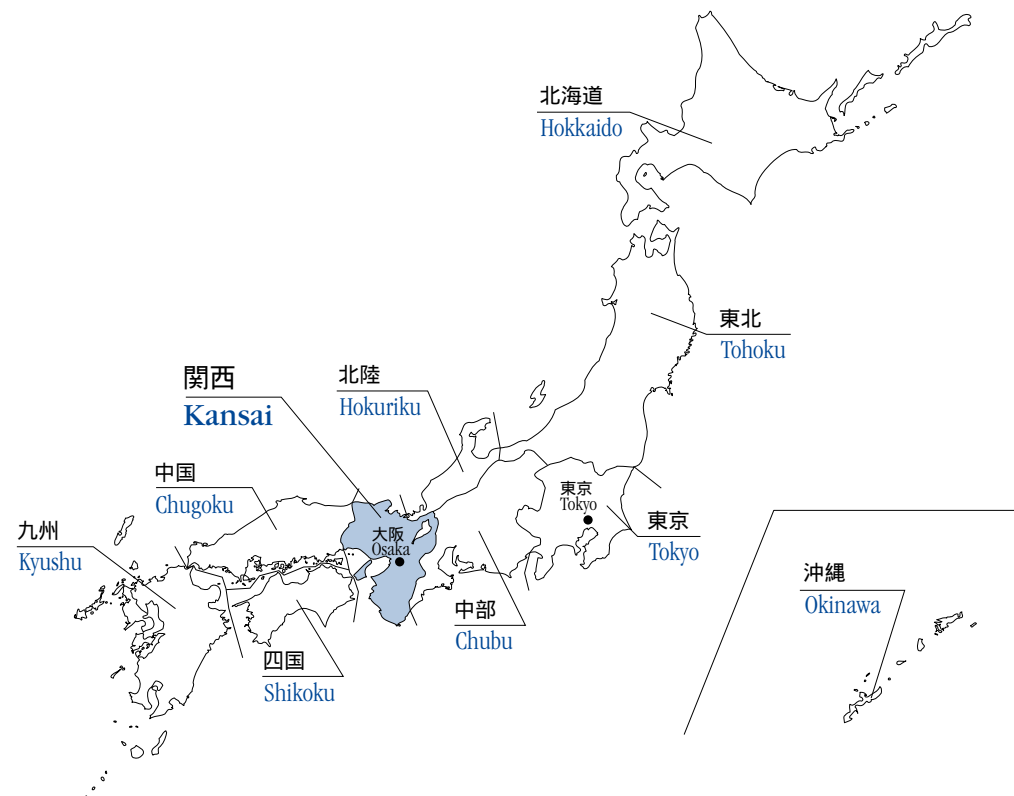 北海道
Hokkaido
東北
Tohoku
関西
Kansai
北陸
Hokuriku
中国
Chugoku
九州
Kyushu
東京
Tokyo
大阪
Osaka
東京
Tokyo
中部
Chubu
四国
Shikoku
沖縄
Okinawa